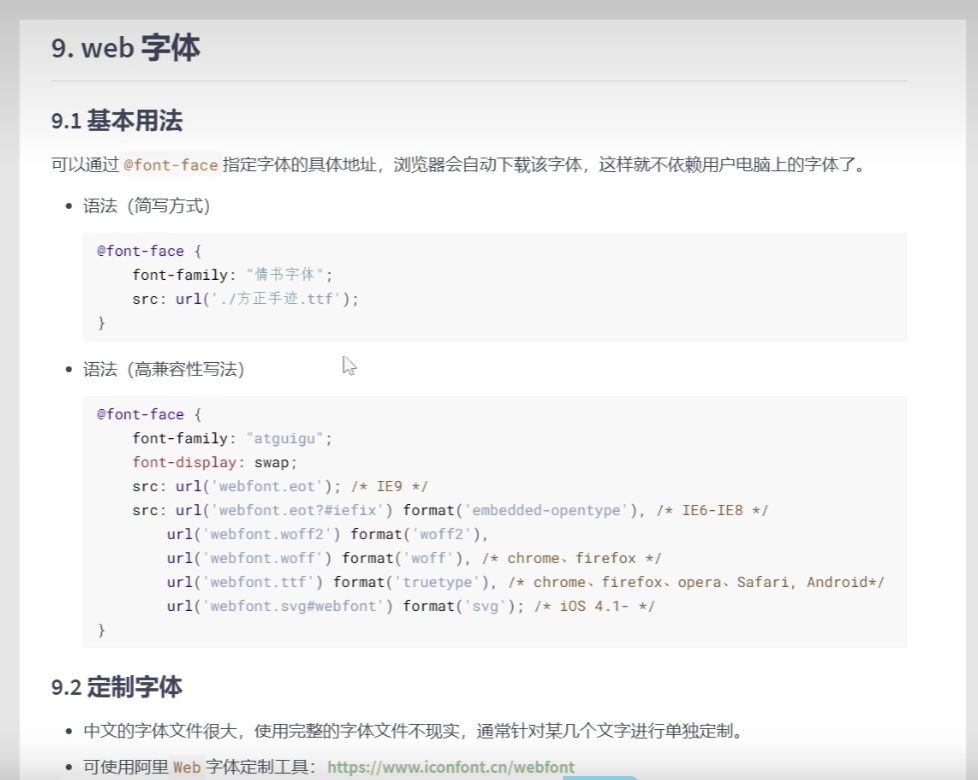 9. web 字体
9.1 基本用法
可以通过 @font-face 指定字体的具体地址，浏览器会自动下载该字体，这样就不依赖用户电脑上的字体了。
• 语法（简写方式）
@font-face {
    font-family: "情书字体";
    src: url('./方正手迹.ttf');
}
• 语法（高兼容性写法）
@font-face {
    font-family: "atguigu";
    font-display: swap;
    src: url('webfont.eot'); /* IE9 */
    src: url('webfont.eot?#iefix') format('embedded-opentype'), /* IE6-IE8 */
        url('webfont.woff2') format('woff2'),
        url('webfont.woff') format('woff'), /* chrome、firefox */
        url('webfont.ttf') format('truetype'), /* chrome、firefox、opera、Safari, Android*/
        url('webfont.svg#webfont') format('svg'); /* iOS 4.1- */
}
9.2 定制字体
• 中文的字体文件很大，使用完整的字体文件不现实，通常针对某几个文字进行单独定制。
• 可使用阿里 Web 字体定制工具：https://www.iconfont.cn/webfont